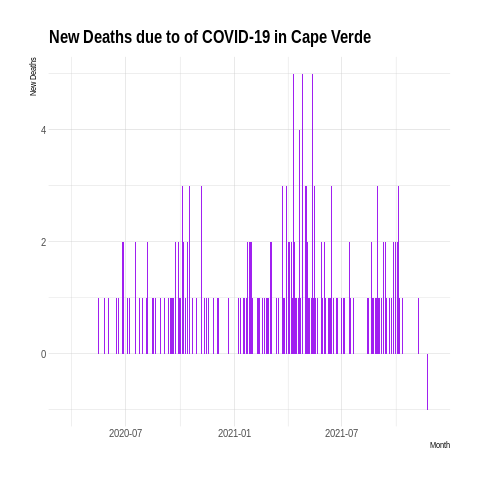 New Deaths due to of COVID-19 in Cape Verde
New Deaths
4
2
0
2020-07 2021-01 2021-07
Month